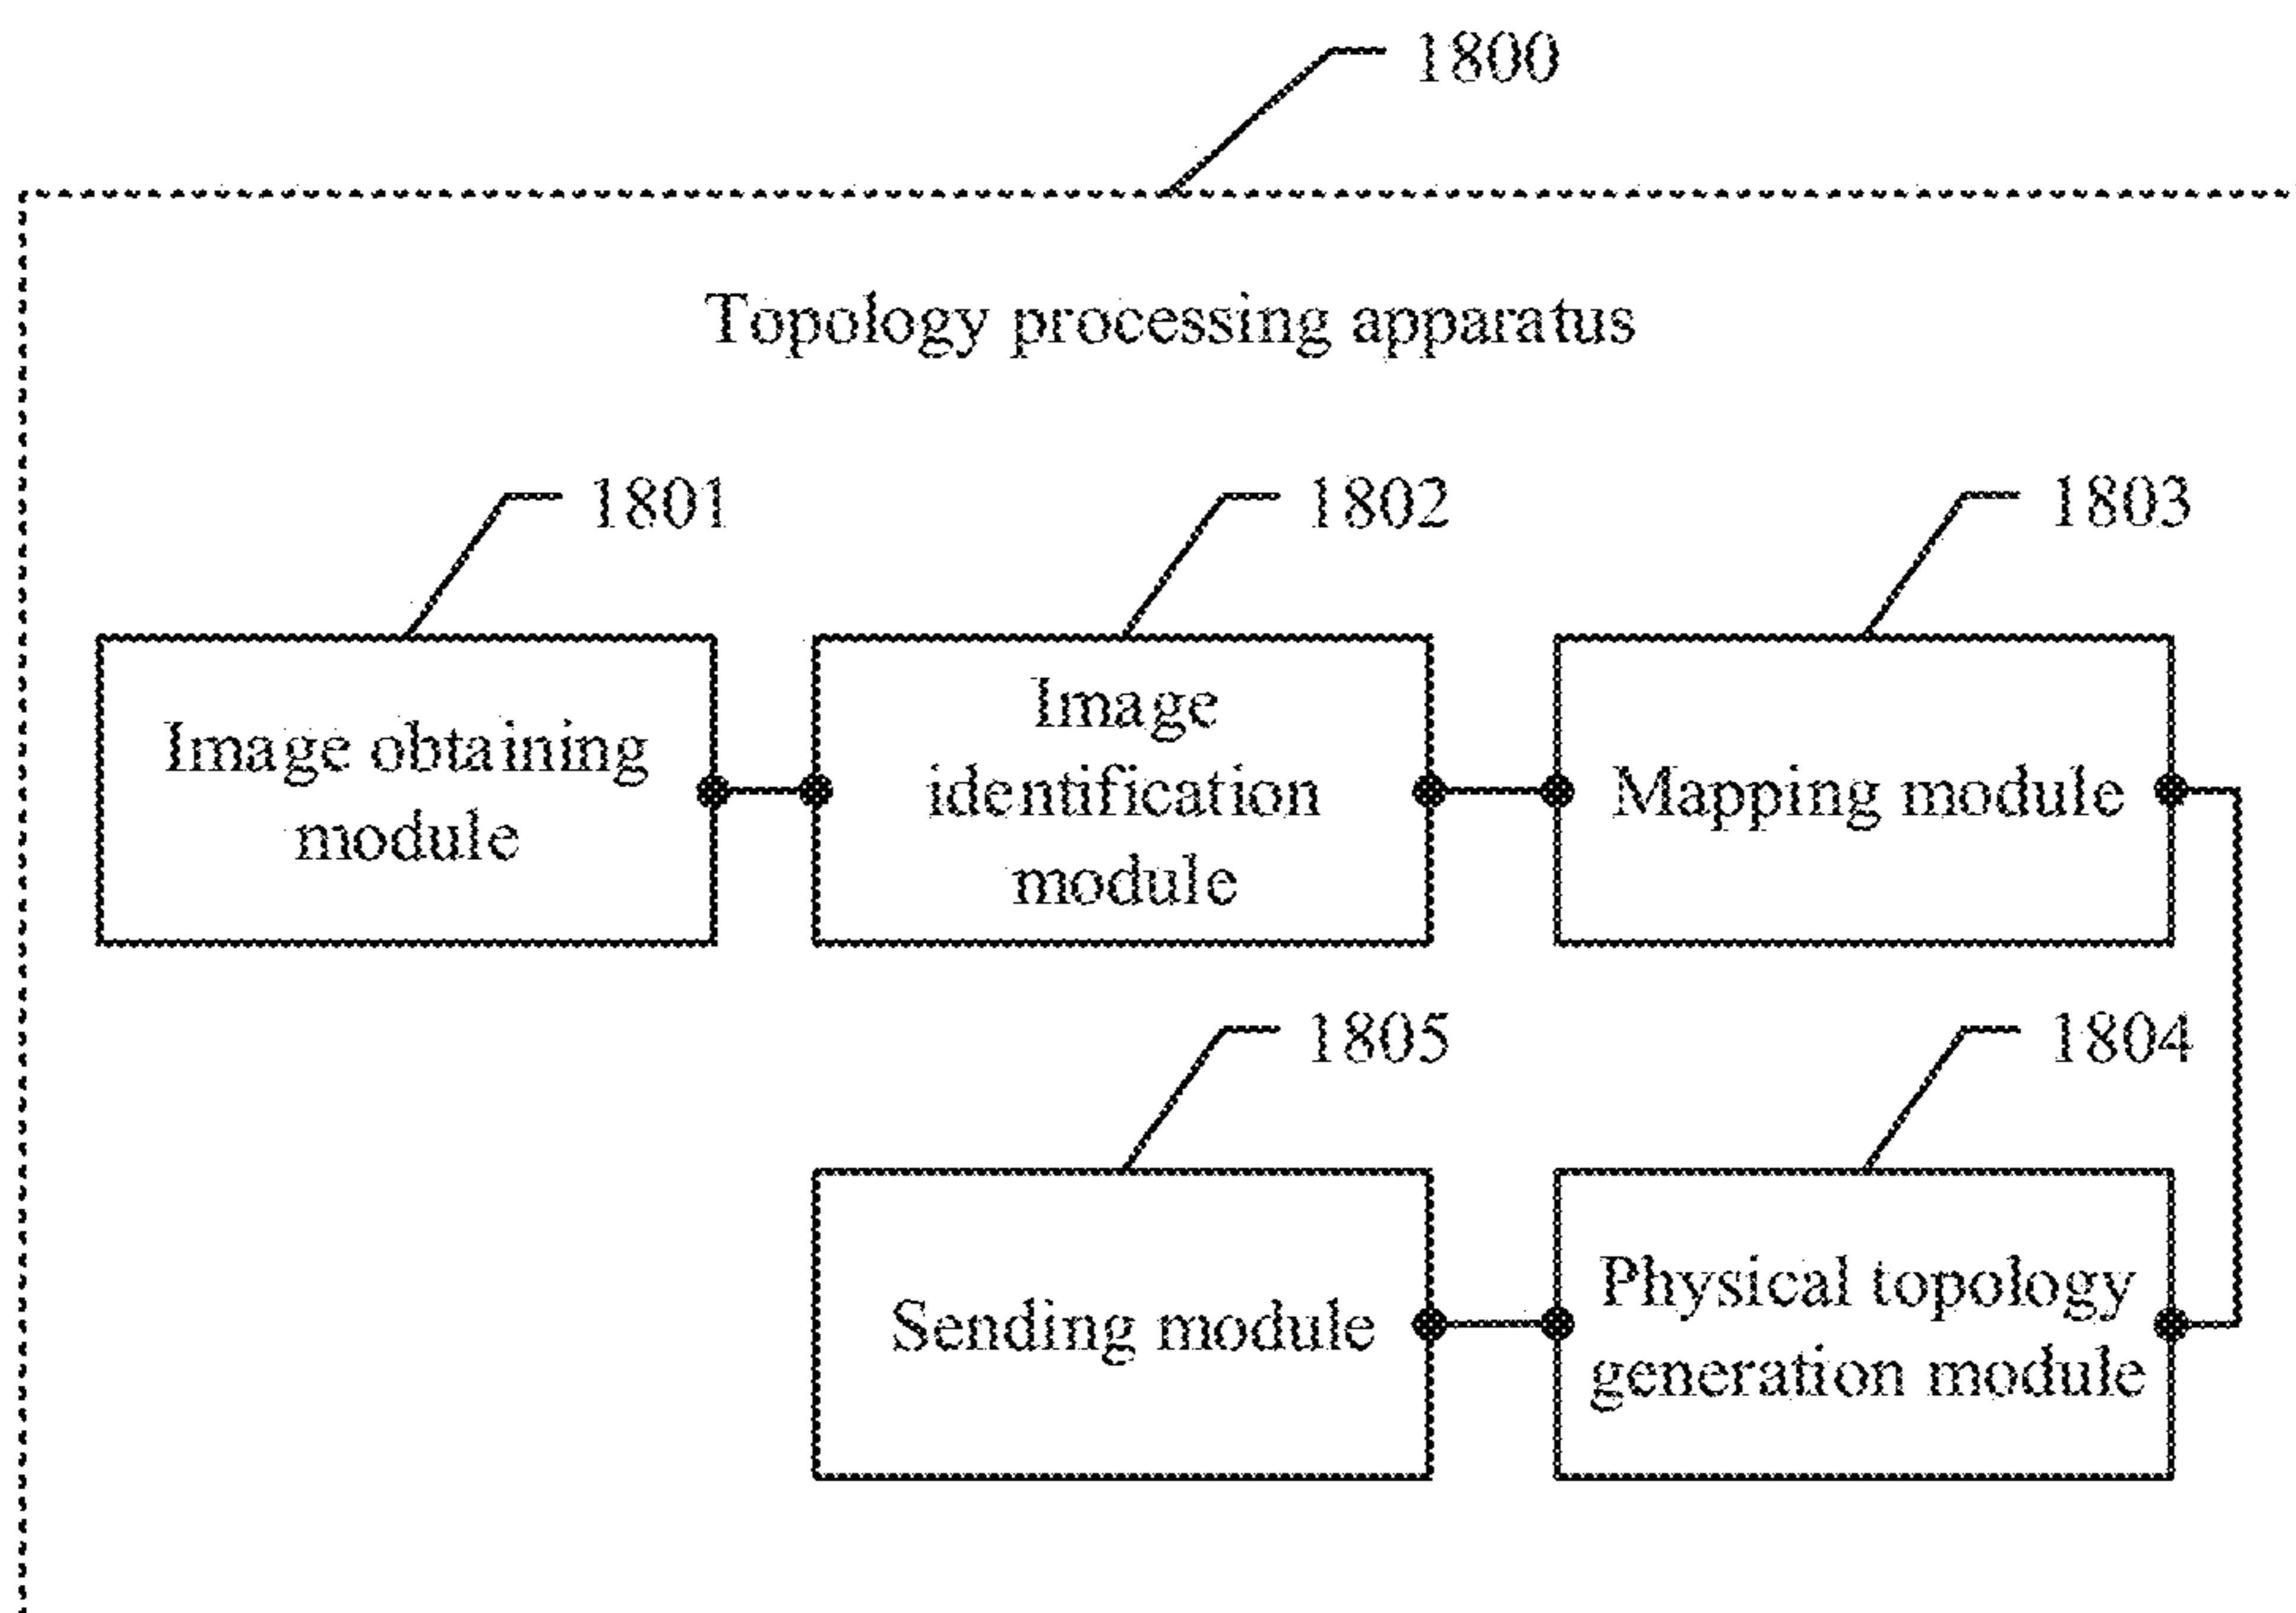 1800
Topology processing apparatus
1801
1802
1803
Image obtaining
module
Image
identification
module
Mapping module
1805
1804
Sending module
Physical topology
generation module